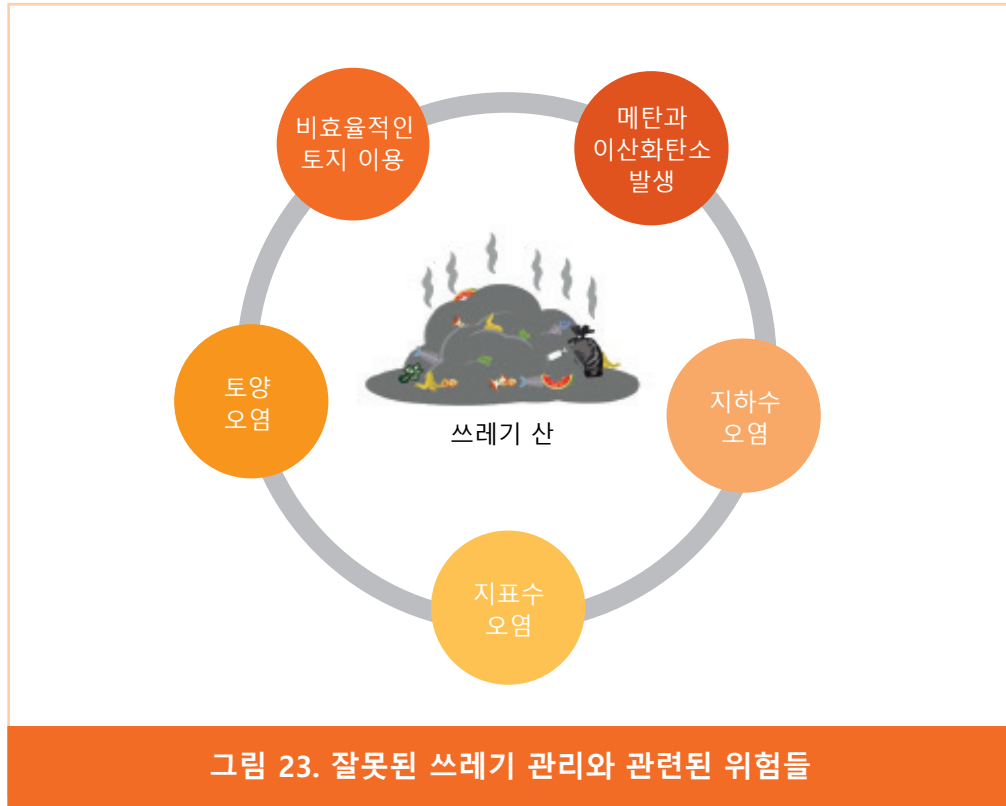 비효율적인
토지 이용
메탄과
이산화탄소
발생
토양
오염
쓰레기 산
지하수
오염
지표수
오염
그림 23. 잘못된 쓰레기 관리와 관련된 위험들